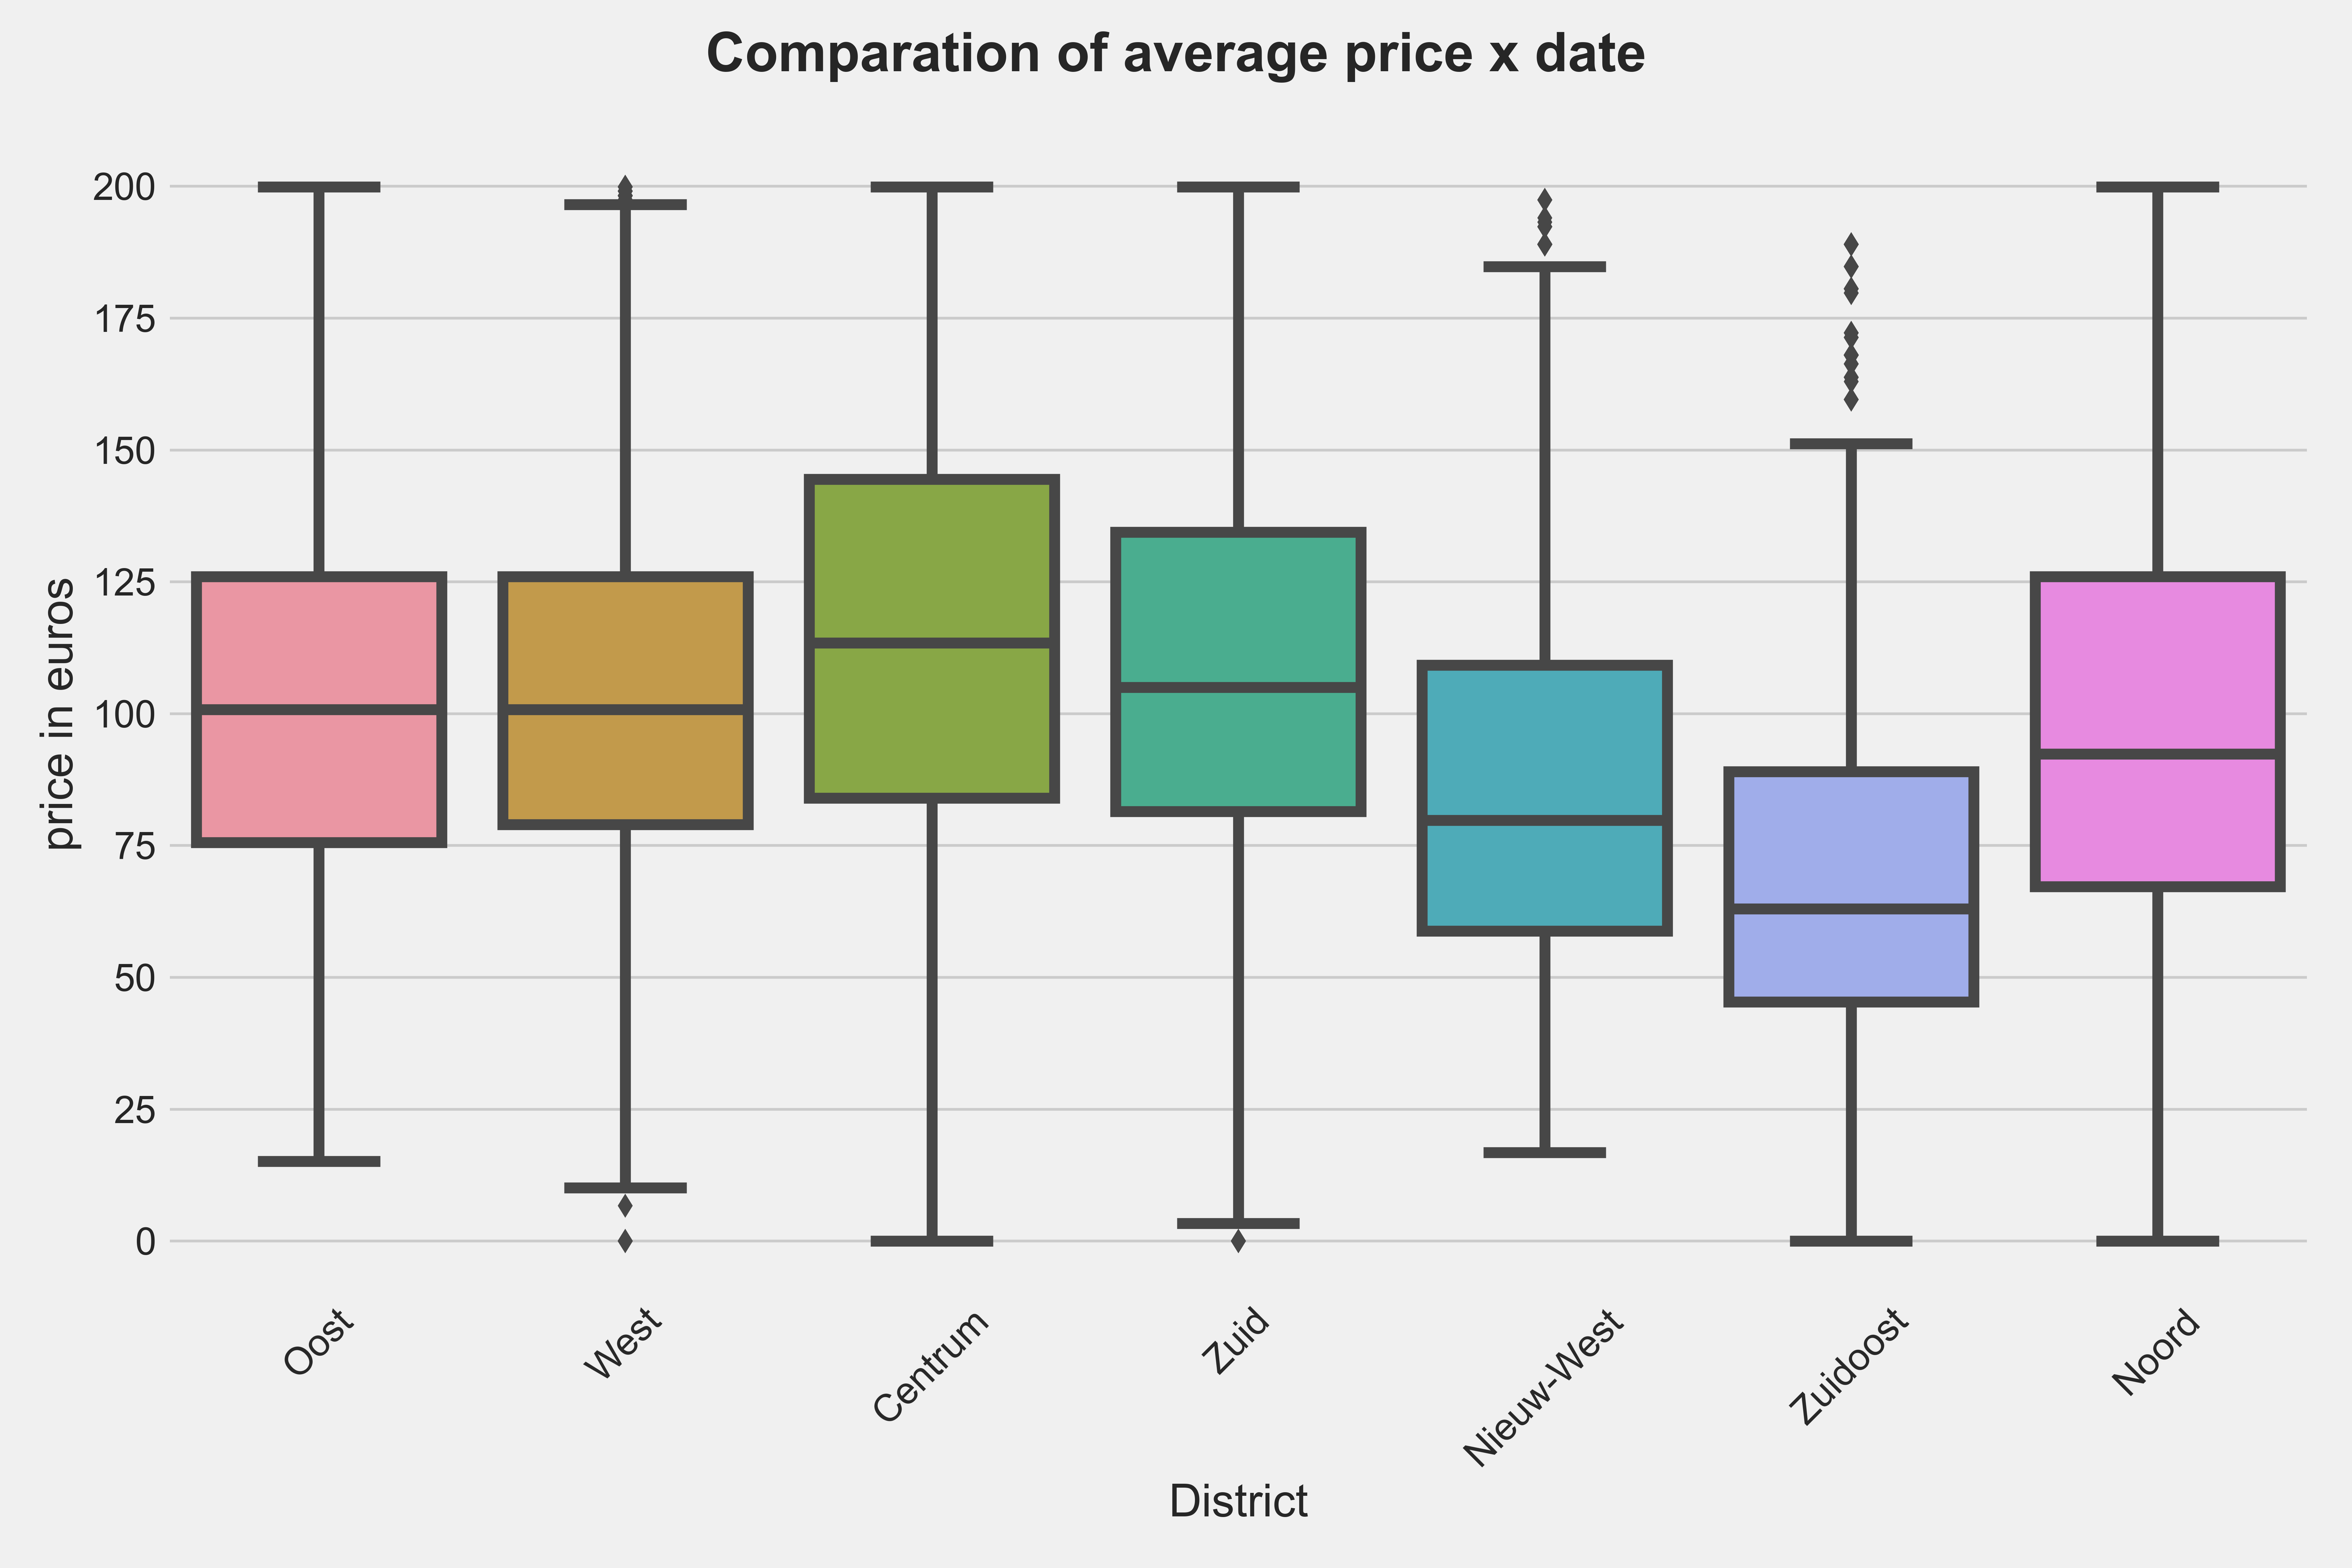 Comparation of average price x date
price in euros
200
175
150
125
100
75
50
25
0
Oost
West
Centrum
Zuid
Nieuw-West
Zuidoost
Noord
District